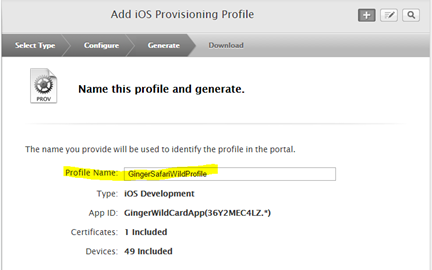 Add iOS Provisioning Profile
Select Type Configure Generate Download
PROV
Name this profile and generate.
The name you provide will be used to identify the profile in the portal.
Profile Name: GingerSafariWildProfile
Type: iOS Development
App ID: GingerWildCardApp(36Y2MEC4LZ.*)
Certificates: 1 Included
Devices: 49 Included